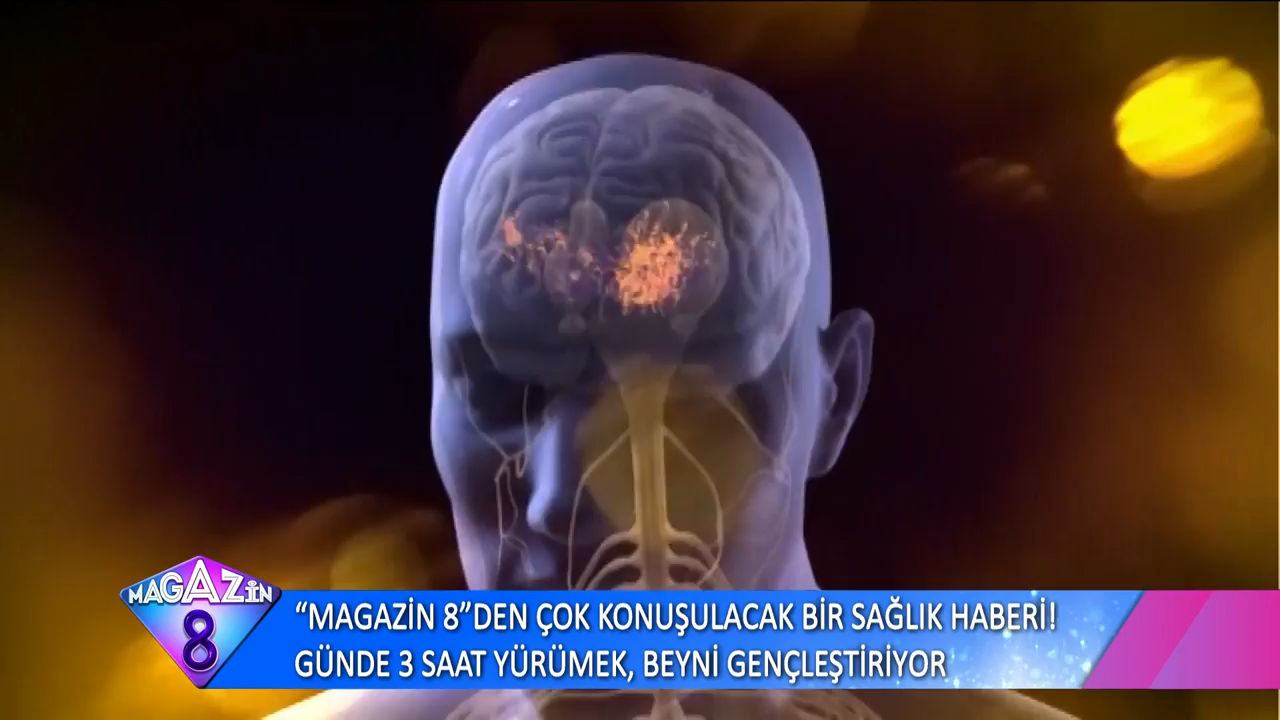 MAGAZİN
8
“MAGAZİN 8”DEN ÇOK KONUŞULACAK BİR SAĞLIK HABERİ!
GÜNDE 3 SAAT YÜRÜMEK, BEYNİ GENÇLEŞTİRİYOR